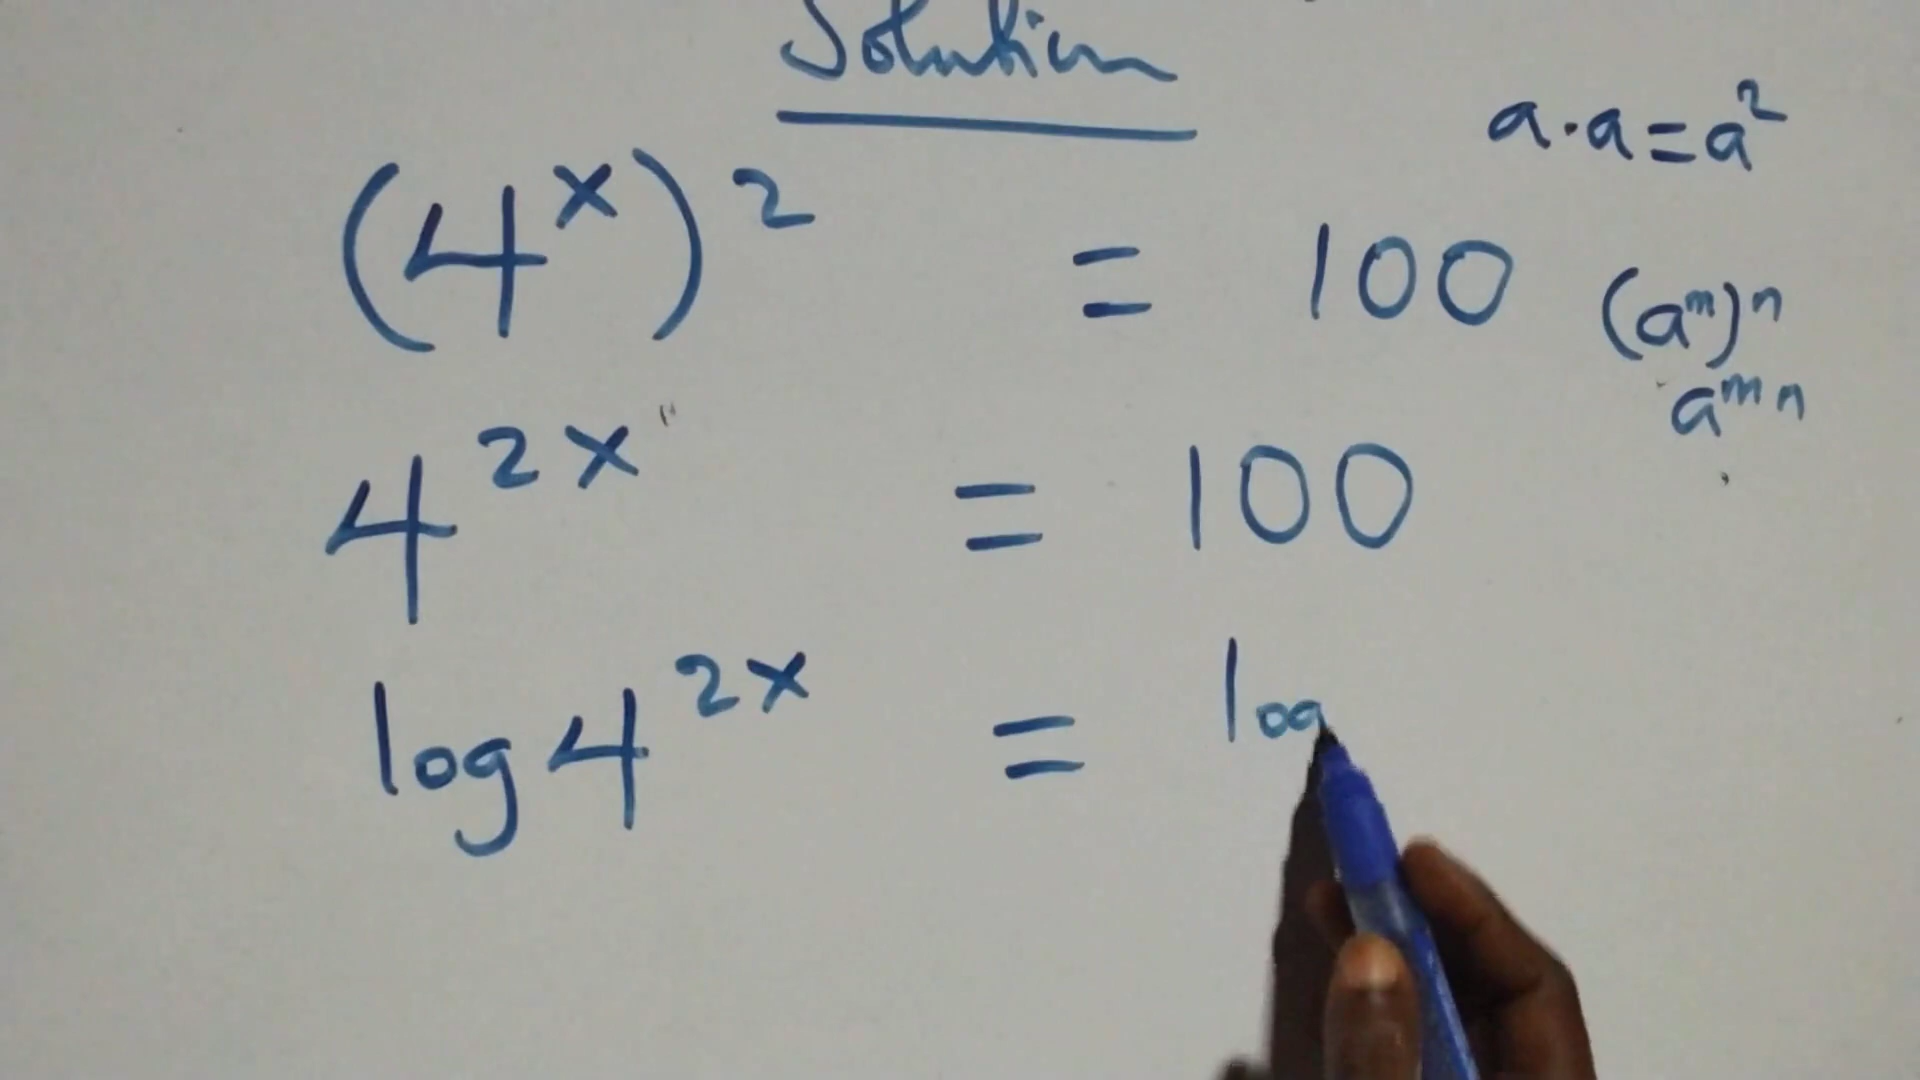 Solution
a·a=a²
(4ˣ)² = 100
(aᵐ)ⁿ
aᵐⁿ
4²ˣ = 100
log 4²ˣ = log